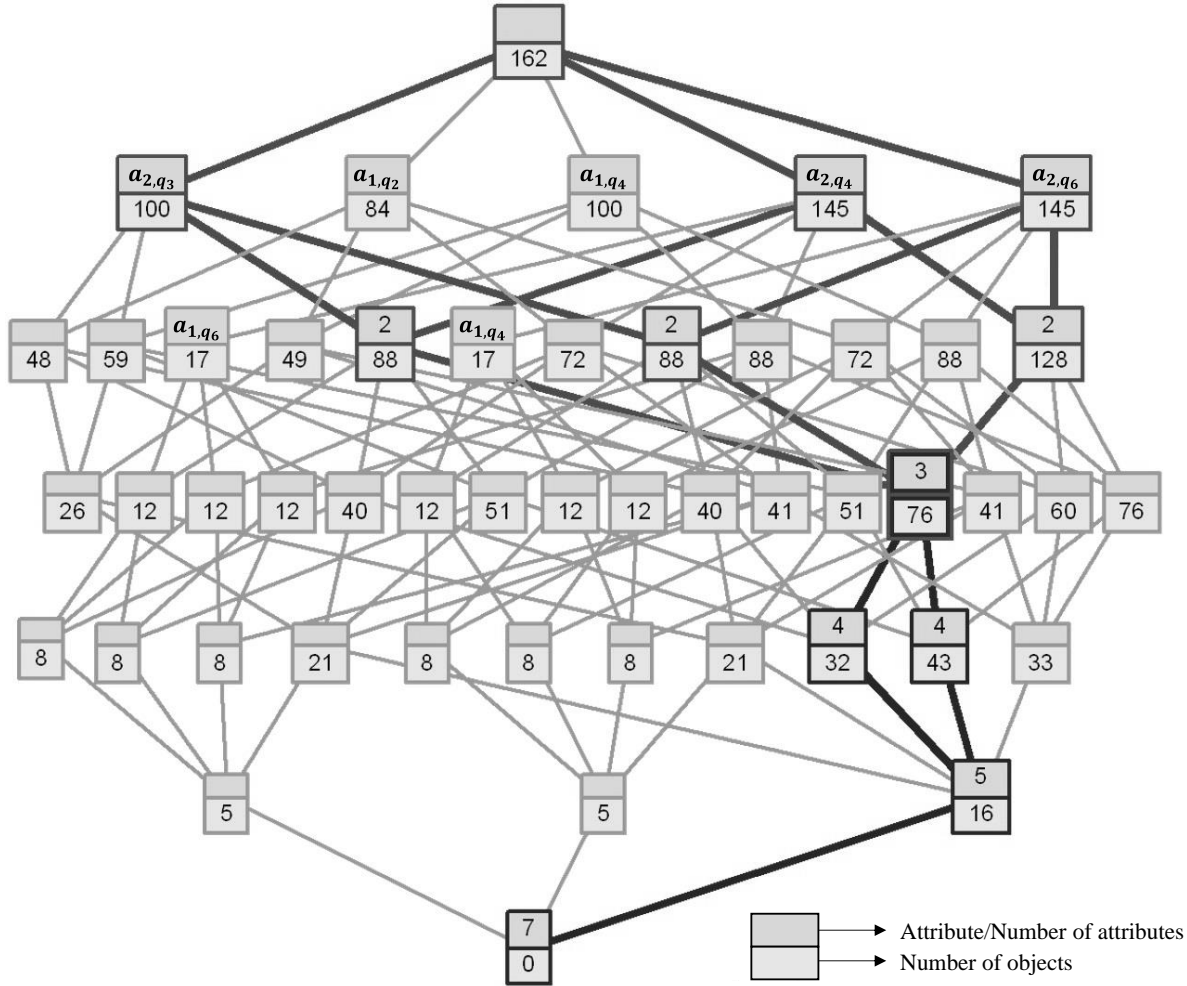 162
a2,q3 a1,q2 a1,q4 a2,q4 a2,q6
100 84 100 145 145
a1,q6 2 a1,q4 2 2
48 59 17 49 88 17 72 88 88 72 88 128
3
26 12 12 12 40 12 51 12 12 40 41 51 76 41 60 76
4 4
8 8 8 21 8 8 8 21 32 43 33
5
5 5 16
7
0
Attribute/Number of attributes
Number of objects